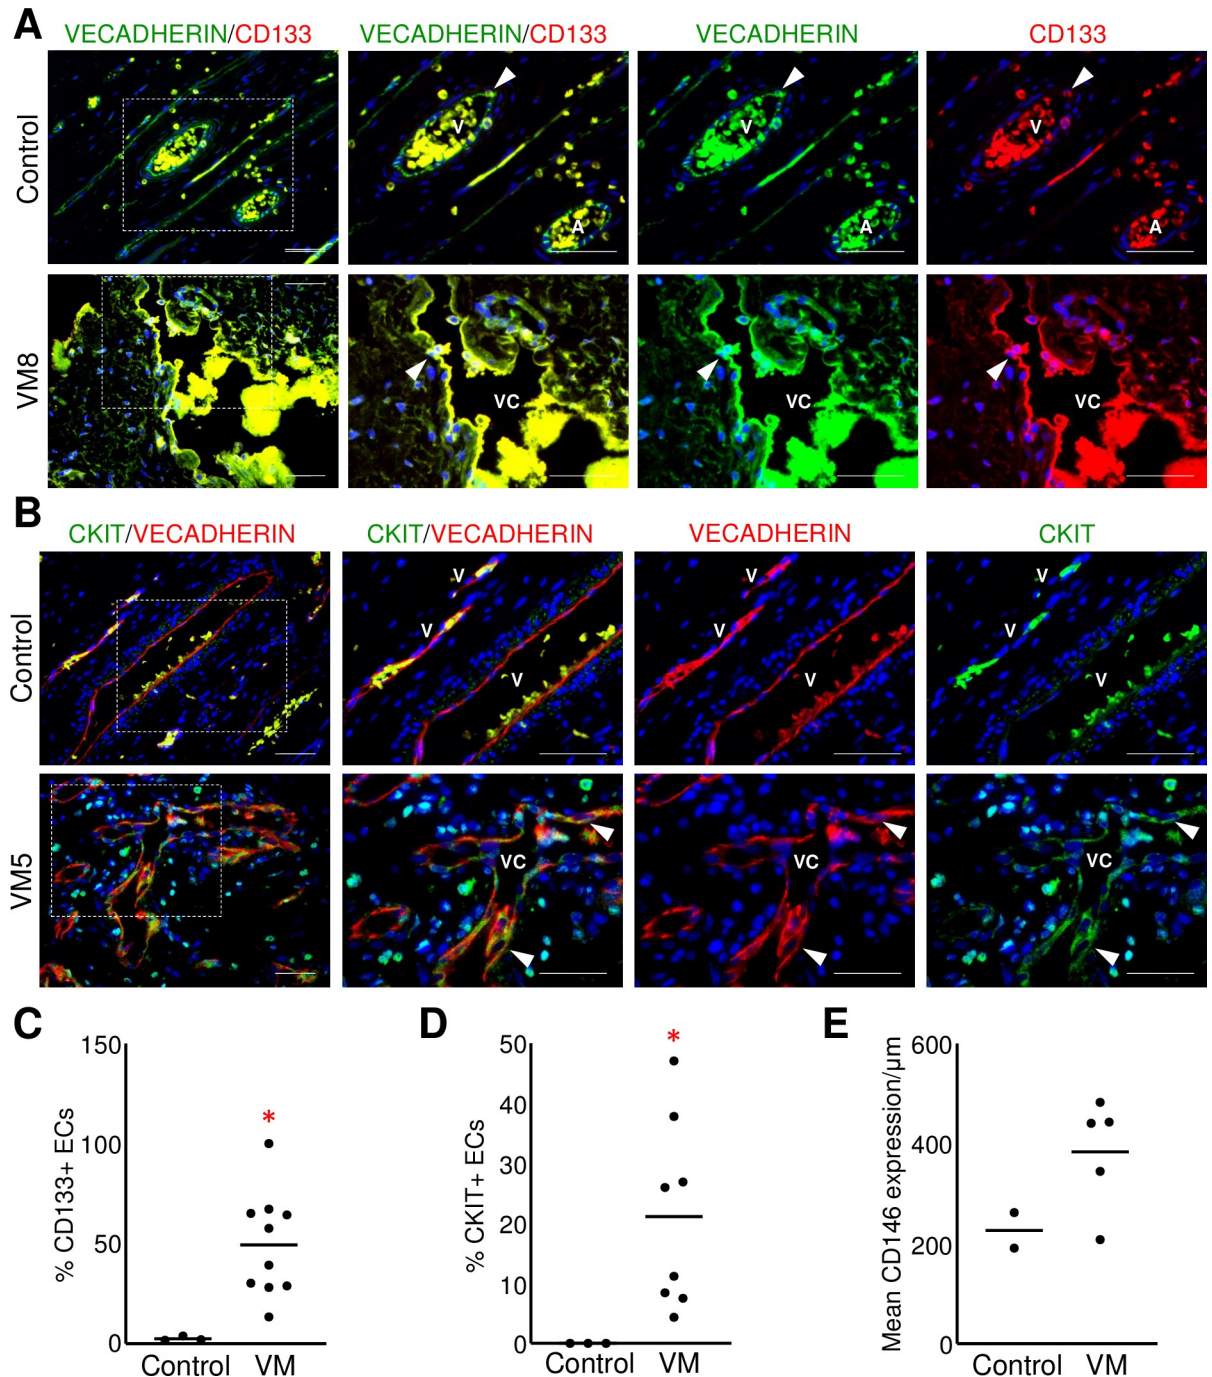 A
VECADHERIN/CD133 VECADHERIN/CD133 VECADHERIN CD133
Control
V V V
A A A
VM8
VC VC VC
B
CKIT/VECADHERIN CKIT/VECADHERIN VECADHERIN CKIT
Control
V V V
V V V
V V V
VM5
VC VC VC
C D E
% CD133+ ECs
150
100
50
0
*
Control VM
% CKIT+ ECs
50
40
30
20
10
0
*
Control VM
Mean CD146 expression/μm
600
400
200
0
Control VM